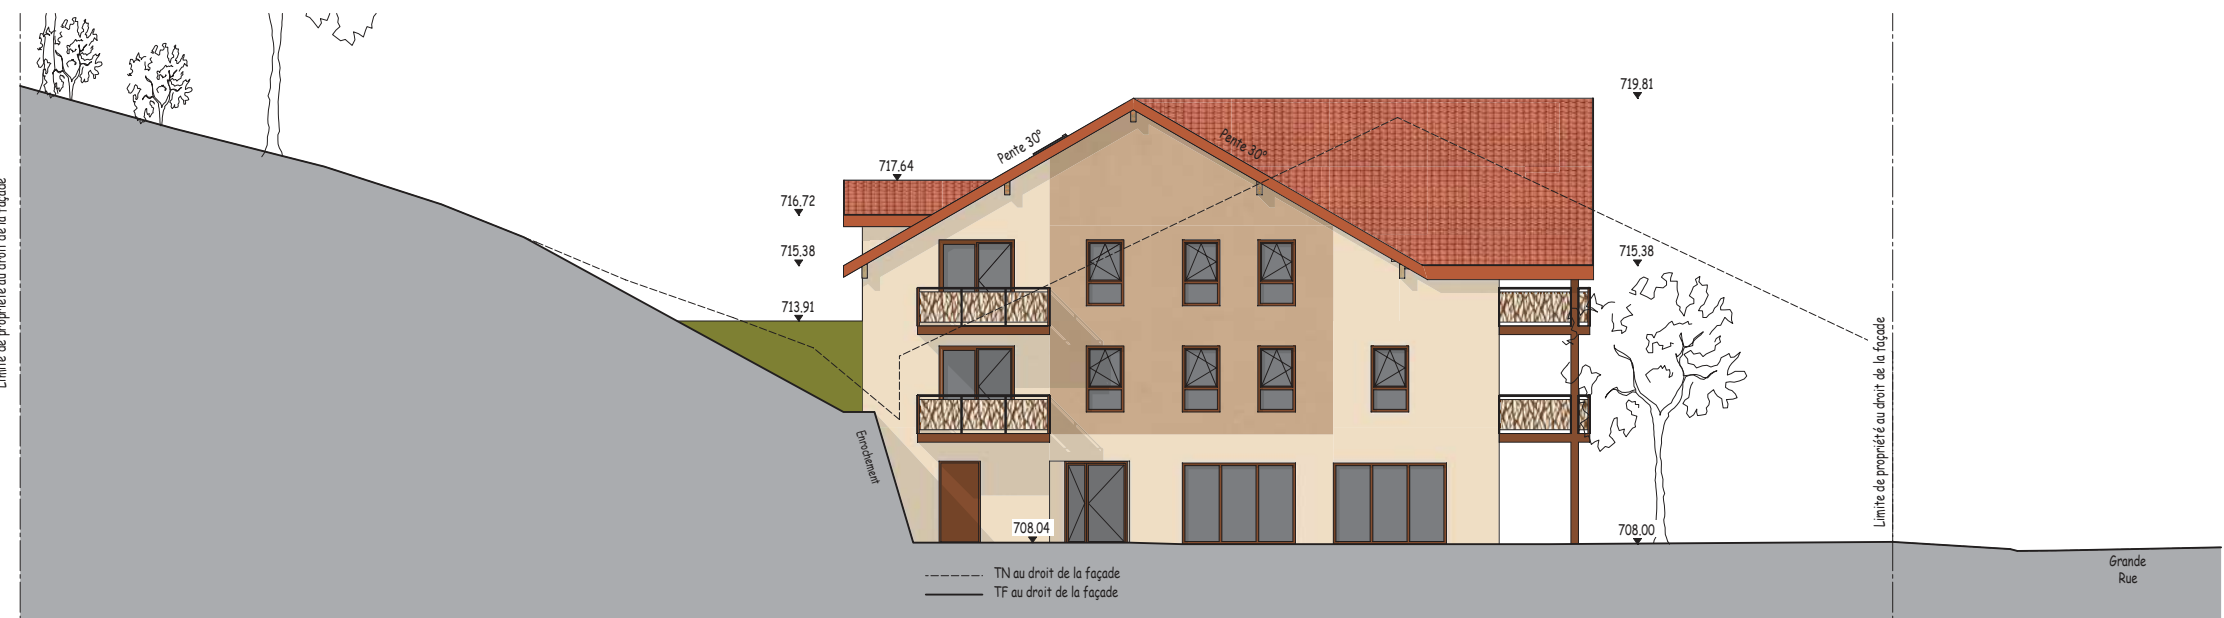 719.81
Pente 30°
Pente 30°
717.64
716.72
715.38
715.38
713.91
Limite de propriété au droit de la façade
Limite de propriété au droit de la façade
Enrochement
708.04
708.00
TN au droit de la façade
TF au droit de la façade
Grande
Rue